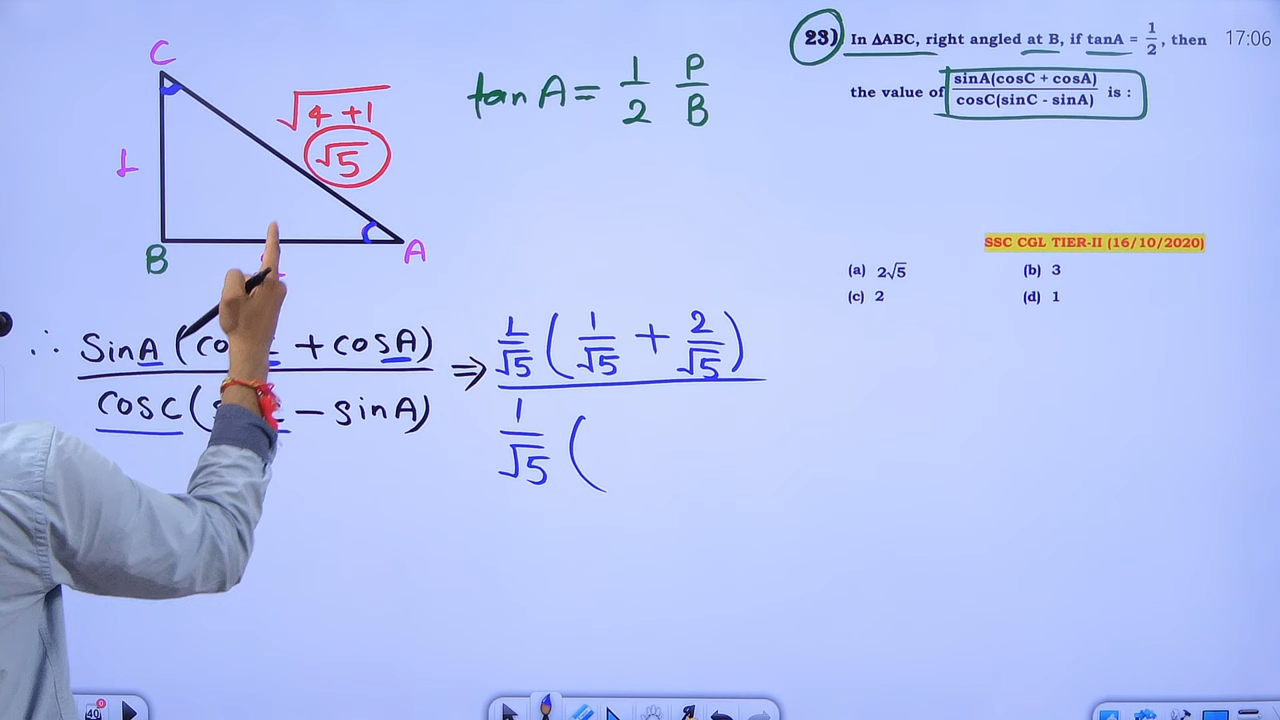 23) In ΔABC, right angled at B, if tanA = 1/2, then 17:06
the value of sinA(cosC + cosA)/cosC(sinC - sinA) is :
SSC CGL TIER-II (16/10/2020)
(a) 2√5 (b) 3
(c) 2 (d) 1
tan A = 1/2 P/B
C
√4+1
√5
1
B A
∴ SinA (co + cosA) ⇒ 1/√5 (1/√5 + 2/√5)
cosC ( – sinA) 1/√5 (
40 0